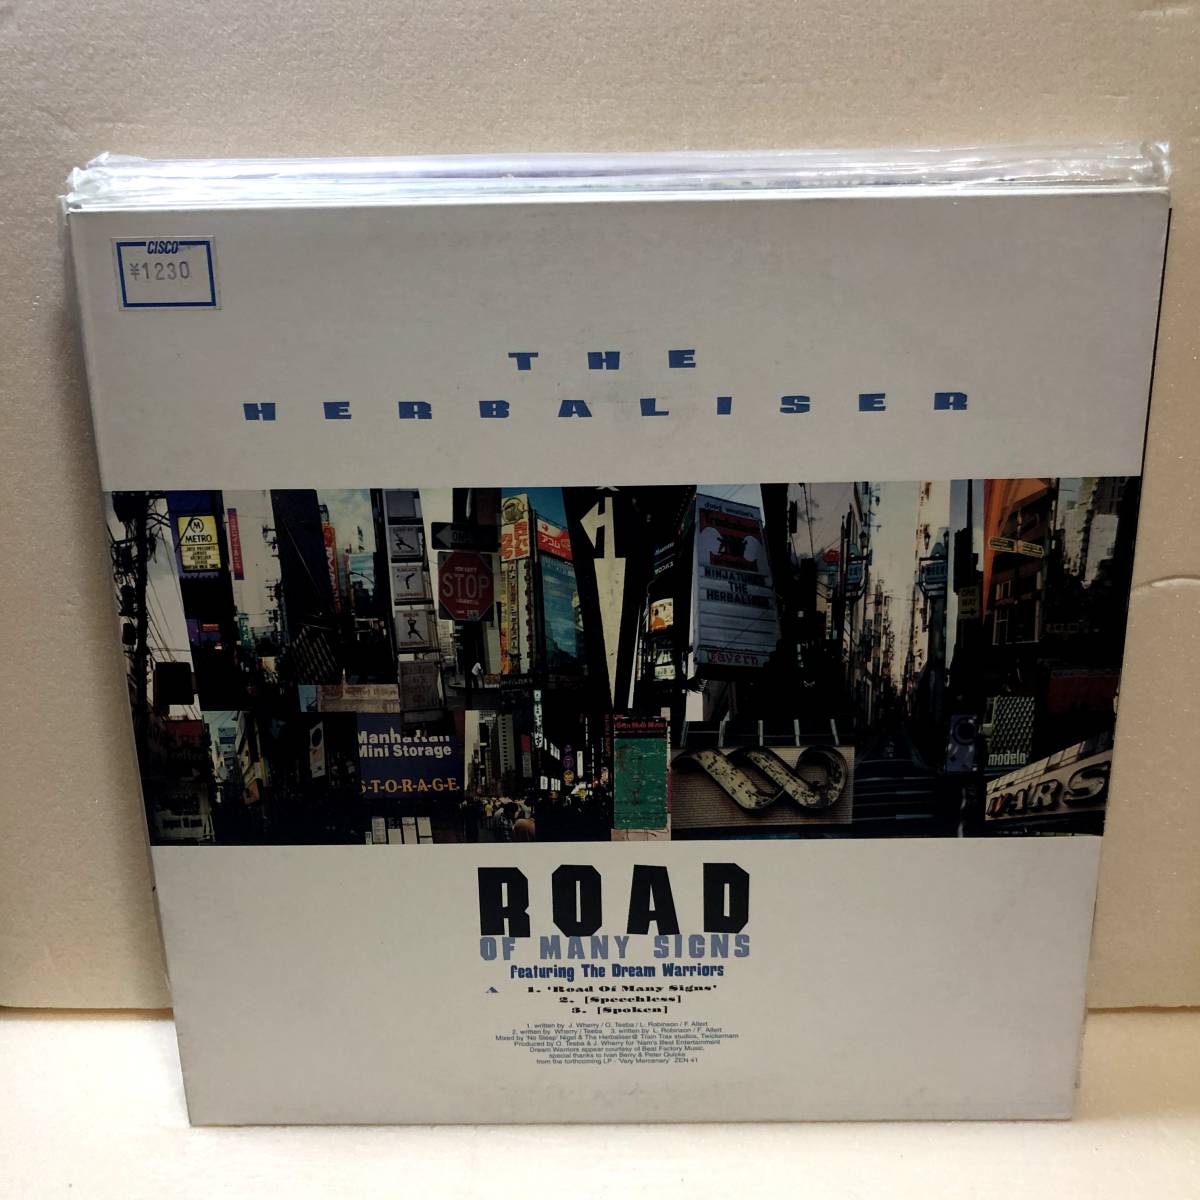 CISCO
¥1230
THE
HERBALISER
M
METRO
STOP
NINJATUNE
THE
HERBALISER
Tavern
Manhattan
Mini Storage
S-T-O-R-A-G-E
modelo
ROAD
OF MANY SIGNS
featuring The Dream Warriors
A 1. 'Road Of Many Signs'
2. [Speechless]
3. [Spoken]
1. written by J. Wherry / O. Teeba / L. Robinson / F. Allert
2. written by Wherry / Teeba 3. written by L. Robinson / F. Allert
Mixed by 'No Sleep' Nigel & The Herbaliser@ Train Trax studios, Twickernam
Produced by O. Teeba & J. Wherry for 'Nam's Best Entertainment
Dream Warriors appear courtesy of Beat Factory Music.
special thanks to Ivan Berry & Peter Quicke
from the forthcoming LP - 'Very Mercenary' ZEN 41